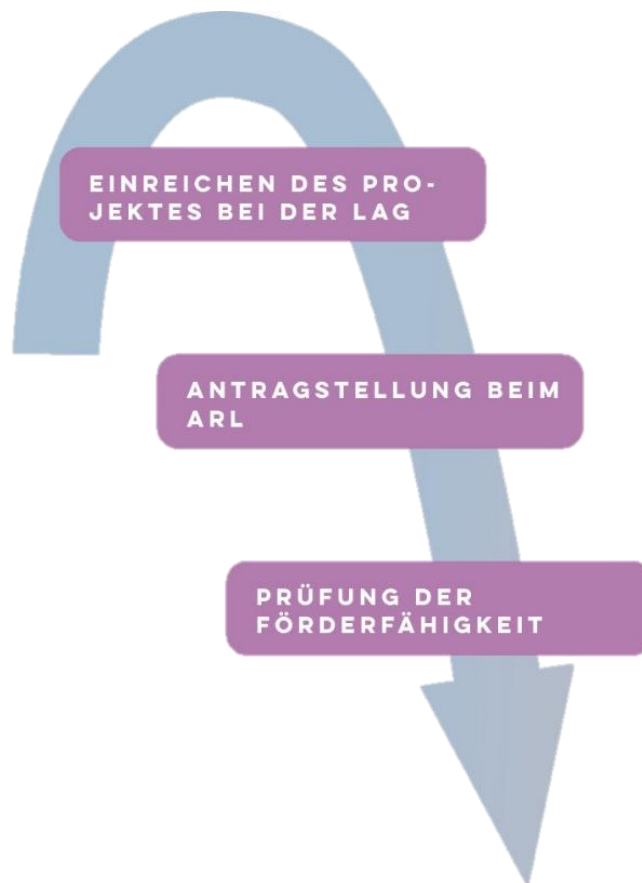 EINREICHEN DES PRO-
JEKTES BEI DER LAG
ANTRAGSTELLUNG BEIM
ARL
PRÜFUNG DER
FÖRDERFÄHIGKEIT